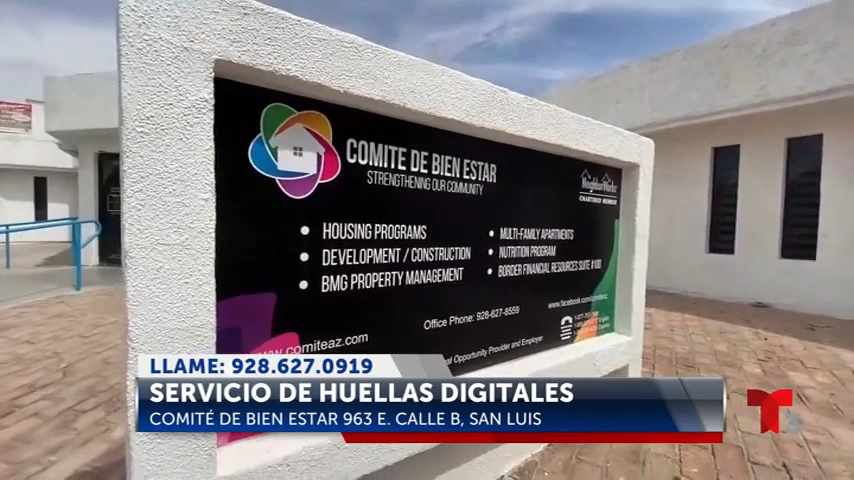 COMITE DE BIEN ESTAR
STRENGTHENING OUR COMMUNITY
NeighborWorks
CHARTERED MEMBER
• HOUSING PROGRAMS
• DEVELOPMENT / CONSTRUCTION
• BMG PROPERTY MANAGEMENT
• MULTI-FAMILY APARTMENTS
• NUTRITION PROGRAM
• BORDER FINANCIAL RESOURCES SUITE #100
www.comiteaz.com
Office Phone: 928-627-8559
www.facebook.com/comiteaz
Opportunity Provider and Employer
LLAME: 928.627.0919
SERVICIO DE HUELLAS DIGITALES
COMITÉ DE BIEN ESTAR 963 E. CALLE B, SAN LUIS